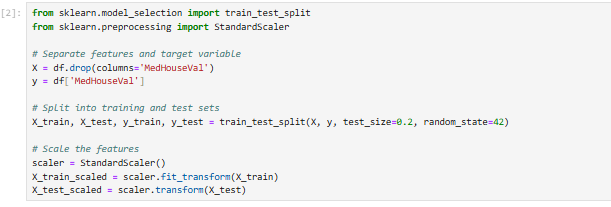 [2]: from sklearn.model_selection import train_test_split
from sklearn.preprocessing import StandardScaler
# Separate features and target variable
X = df.drop(columns='MedHouseVal')
y = df['MedHouseVal']
# Split into training and test sets
X_train, X_test, y_train, y_test = train_test_split(X, y, test_size=0.2, random_state=42)
# Scale the features
scaler = StandardScaler()
X_train_scaled = scaler.fit_transform(X_train)
X_test_scaled = scaler.transform(X_test)